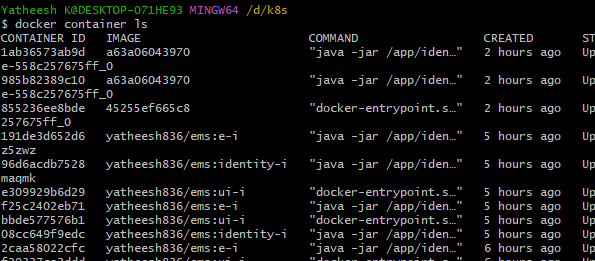 Yatheesh K@DESKTOP-071HE93 MINGW64 /d/k8s
$ docker container ls
CONTAINER ID   IMAGE                      COMMAND                  CREATED       ST
1ab36573ab9d   a63a06043970               "java -jar /app/iden…"   2 hours ago   Up
e-558c257675ff_0
985b82389c10   a63a06043970               "java -jar /app/iden…"   2 hours ago   Up
e-558c257675ff_0
855236ee8bde   45255ef665c8               "docker-entrypoint.s…"   2 hours ago   Up
257675ff_0
191de3d652d6   yatheesh836/ems:e-i        "java -jar /app/iden…"   5 hours ago   Up
z5zwz
96d6acdb7528   yatheesh836/ems:identity-i   "java -jar /app/iden…"   5 hours ago   Up
maqmk
e309929b6d29   yatheesh836/ems:ui-i       "docker-entrypoint.s…"   5 hours ago   Up
f25c2402eb71   yatheesh836/ems:e-i        "java -jar /app/iden…"   5 hours ago   Up
bbde577576b1   yatheesh836/ems:ui-i       "docker-entrypoint.s…"   5 hours ago   Up
08cc649f9edc   yatheesh836/ems:identity-i   "java -jar /app/iden…"   5 hours ago   Up
2caa58022cfc   yatheesh836/ems:e-i        "java -jar /app/iden…"   6 hours ago   Up